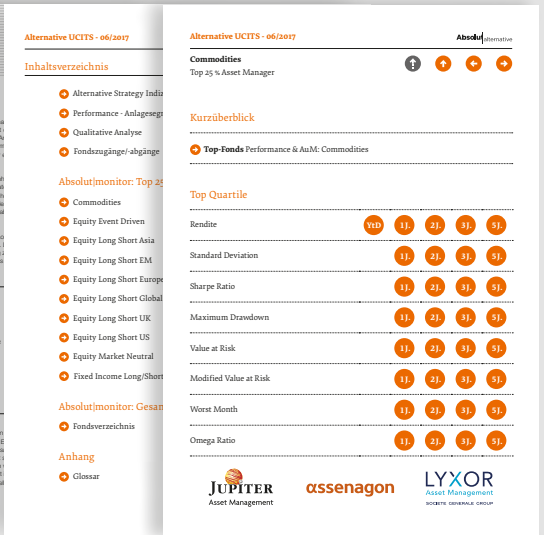 Alternative UCITS - 06/2017
Inhaltsverzeichnis
Alternative Strategy
Performance - 
Qualitative Analyse
Fondszugänge/-abgänge
Absolut|monitor: Top 25
Commodities
Equity Event Driven
Equity Long Short Asia
Equity Long Short EM
Equity Long Short Europe
Equity Long Short Global
Equity Long Short UK
Equity Long Short US
Equity Market Neutral
Fixed Income Long/Short
Absolut|monitor:
Fondsverzeichnis
Anhang
Glossar
Alternative UCITS - 06/2017
Absolut|alternative
Commodities
Top 25 % Asset Manager
Kurzüberblick
Top-Fonds Performance & AuM: Commodities
Top Quartile
Rendite YtD 1J. 2J. 3J. 5J.
Standard Deviation 1J. 2J. 3J. 5J.
Sharpe Ratio 1J. 2J. 3J. 5J.
Maximum Drawdown 1J. 2J. 3J. 5J.
Value at Risk 1J. 2J. 3J. 5J.
Modified Value at Risk 1J. 2J. 3J. 5J.
Worst Month 1J. 2J. 3J. 5J.
Omega Ratio 1J. 2J. 3J. 5J.
JUPITER
Asset Management
assenagon
LYXOR
Asset Management
SOCIETE GENERALE GROUP